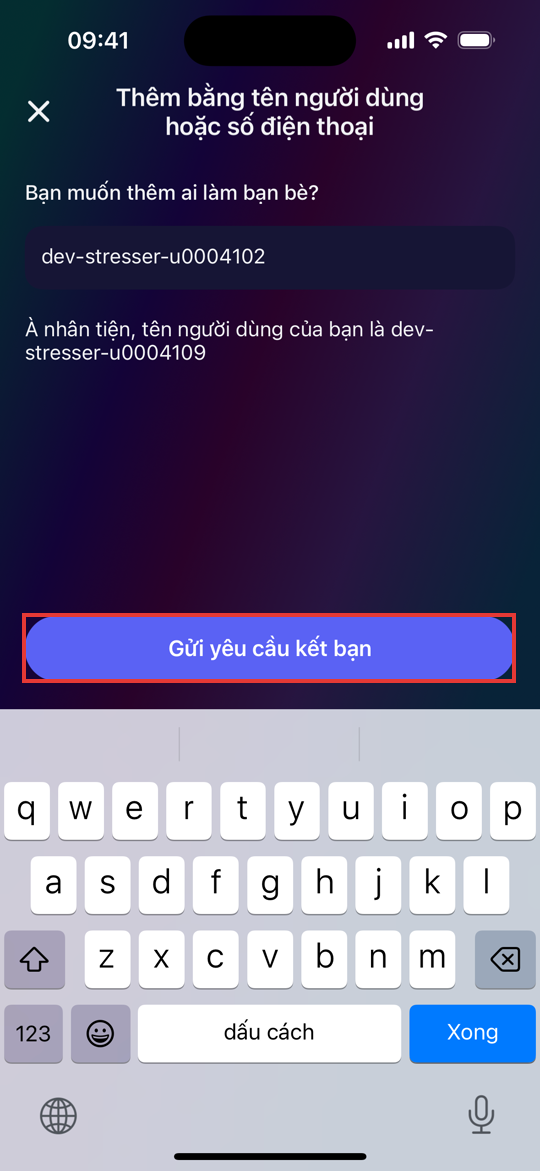 09:41
Thêm bằng tên người dùng
hoặc số điện thoại
Bạn muốn thêm ai làm bạn bè?
dev-stresser-u0004102
À nhân tiện, tên người dùng của bạn là dev-
stresser-u0004109
Gửi yêu cầu kết bạn
q w e r t y u i o p
a s d f g h j k l
z x c v b n m
123 dấu cách Xong